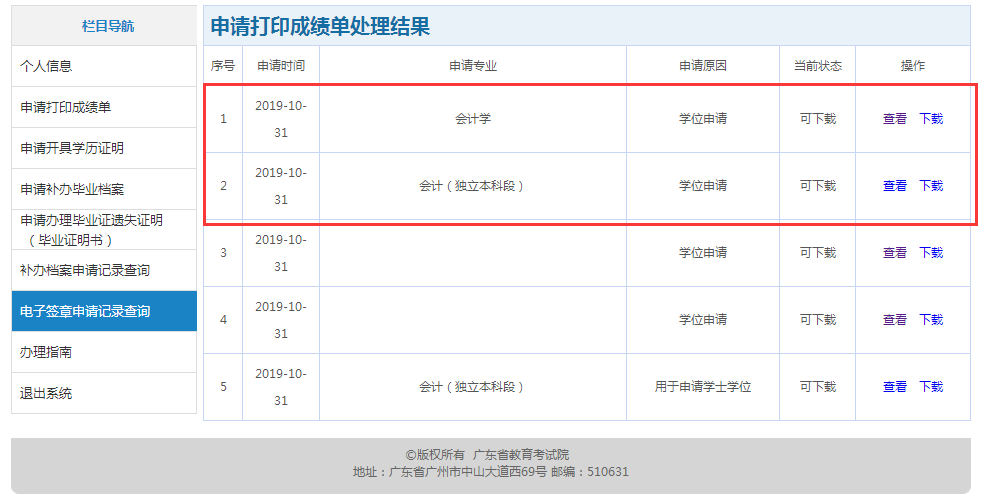 栏目导航
个人信息
申请打印成绩单
申请开具学历证明
申请补办毕业档案
申请办理毕业证遗失证明
（毕业证明书）
补办档案申请记录查询
电子签章申请记录查询
办理指南
退出系统
申请打印成绩单处理结果
序号 申请时间 申请专业 申请原因 当前状态 操作
1 2019-10-31 会计学 学位申请 可下载 查看 下载
2 2019-10-31 会计（独立本科段） 学位申请 可下载 查看 下载
3 2019-10-31 学位申请 可下载 查看 下载
4 2019-10-31 学位申请 可下载 查看 下载
5 2019-10-31 会计（独立本科段） 用于申请学士学位 可下载 查看 下载
©版权所有 广东省教育考试院
地址：广东省广州市中山大道西69号 邮编：510631